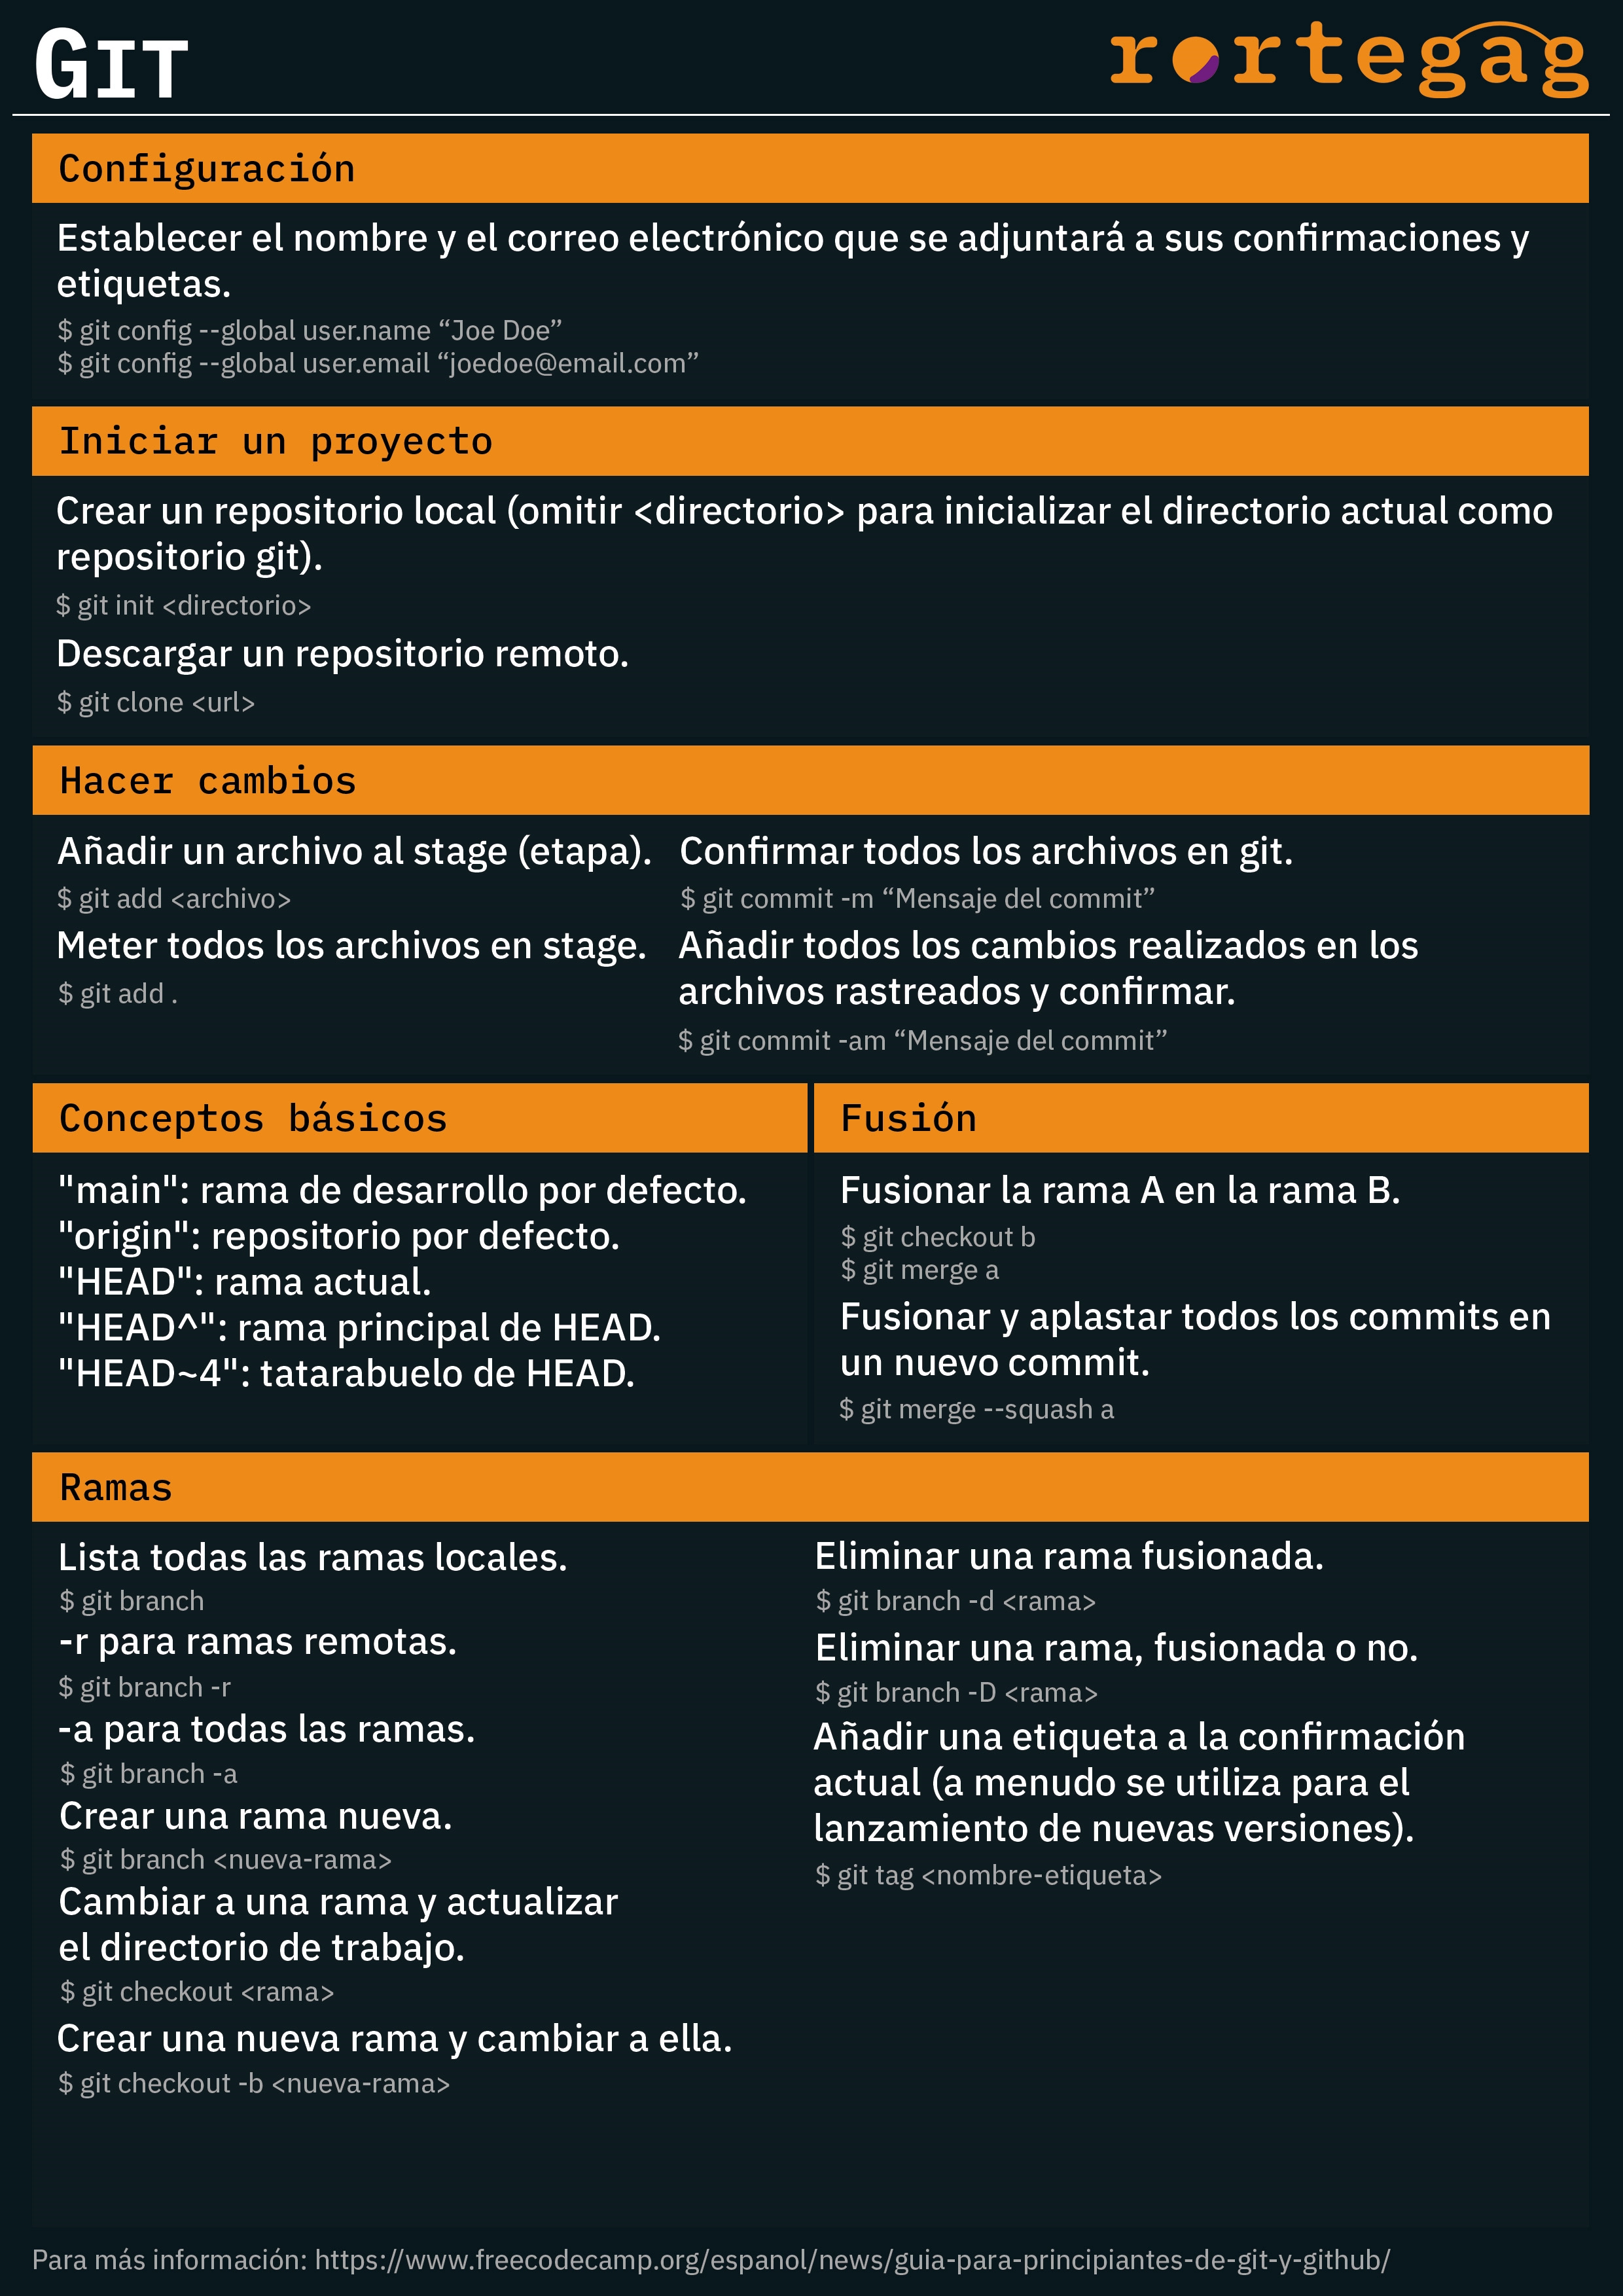 GIT
rortegag
Configuración
Establecer el nombre y el correo electrónico que se adjuntará a sus confirmaciones y
etiquetas.
$ git config --global user.name “Joe Doe”
$ git config --global user.email “joedoe@email.com”
Iniciar un proyecto
Crear un repositorio local (omitir <directorio> para inicializar el directorio actual como
repositorio git).
$ git init <directorio>
Descargar un repositorio remoto.
$ git clone <url>
Hacer cambios
Añadir un archivo al stage (etapa).
$ git add <archivo>
Meter todos los archivos en stage.
$ git add .
Confirmar todos los archivos en git.
$ git commit -m “Mensaje del commit”
Añadir todos los cambios realizados en los
archivos rastreados y confirmar.
$ git commit -am “Mensaje del commit”
Conceptos básicos
"main": rama de desarrollo por defecto.
"origin": repositorio por defecto.
"HEAD": rama actual.
"HEAD^": rama principal de HEAD.
"HEAD~4": tatarabuelo de HEAD.
Fusión
Fusionar la rama A en la rama B.
$ git checkout b
$ git merge a
Fusionar y aplastar todos los commits en
un nuevo commit.
$ git merge --squash a
Ramas
Lista todas las ramas locales.
$ git branch
-r para ramas remotas.
$ git branch -r
-a para todas las ramas.
$ git branch -a
Crear una rama nueva.
$ git branch <nueva-rama>
Cambiar a una rama y actualizar
el directorio de trabajo.
$ git checkout <rama>
Crear una nueva rama y cambiar a ella.
$ git checkout -b <nueva-rama>
Eliminar una rama fusionada.
$ git branch -d <rama>
Eliminar una rama, fusionada o no.
$ git branch -D <rama>
Añadir una etiqueta a la confirmación
actual (a menudo se utiliza para el
lanzamiento de nuevas versiones).
$ git tag <nombre-etiqueta>
Para más información: https://www.freecodecamp.org/espanol/news/guia-para-principiantes-de-git-y-github/